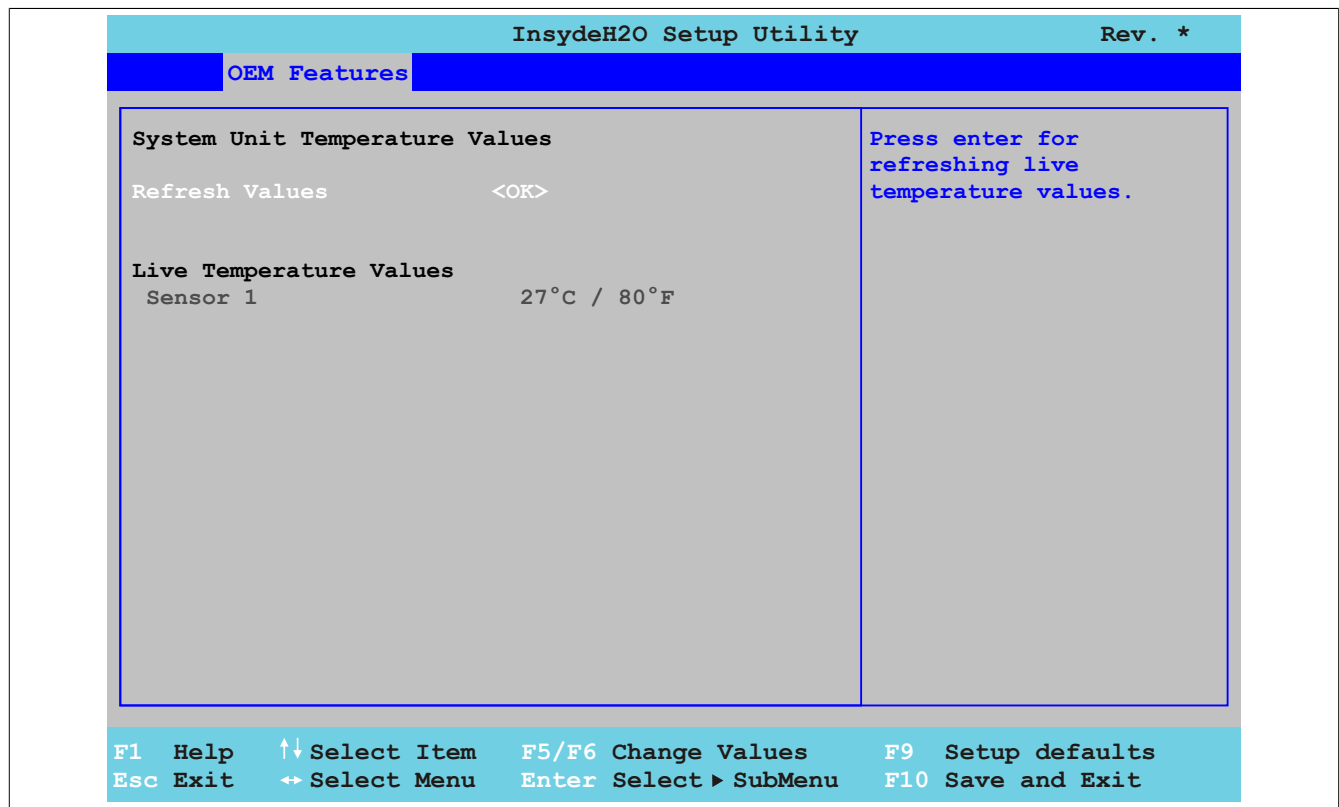 InsydeH2O Setup Utility Rev. *
OEM Features
System Unit Temperature Values
Refresh Values <OK>
Live Temperature Values
Sensor 1 27°C / 80°F
Press enter for
refreshing live
temperature values.
F1 Help ↑↓ Select Item F5/F6 Change Values F9 Setup defaults
Esc Exit ↔ Select Menu Enter Select ▶ SubMenu F10 Save and Exit